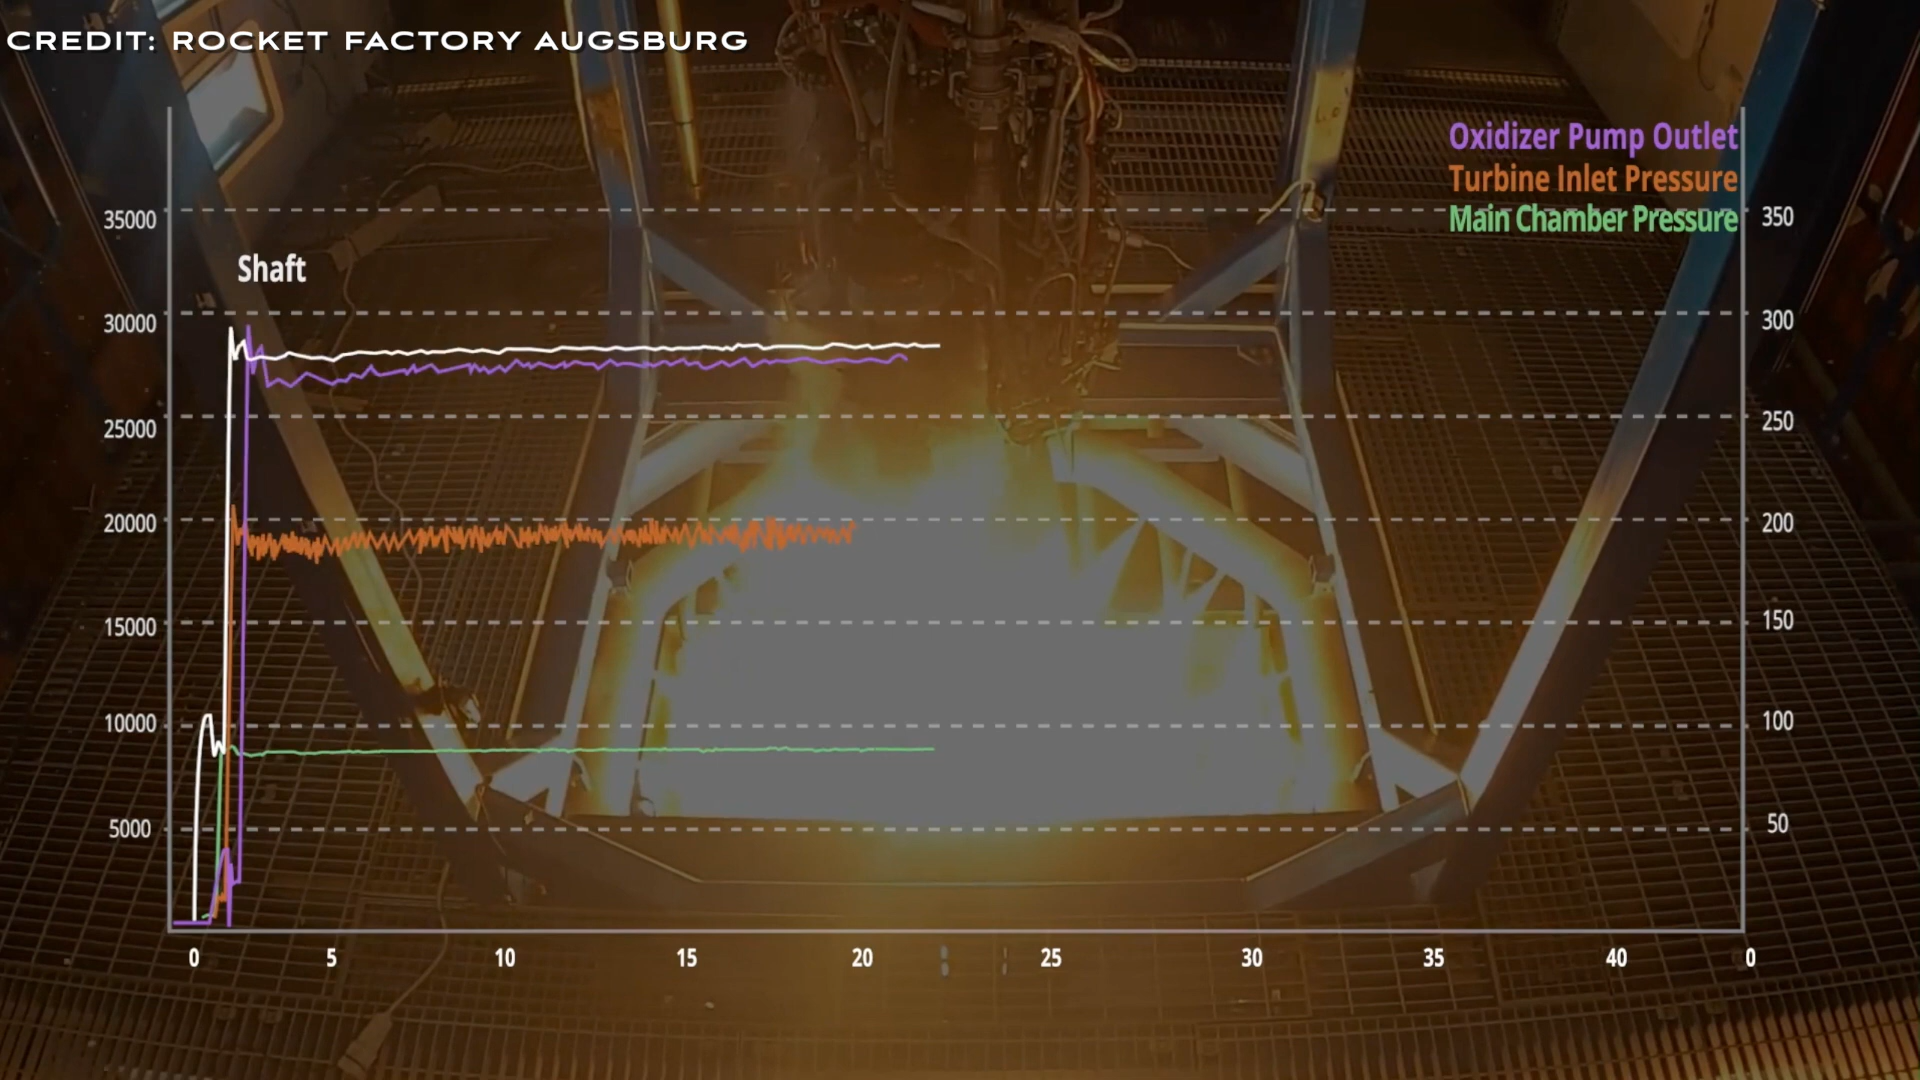 CREDIT: ROCKET FACTORY AUGSBURG
Oxidizer Pump Outlet
Turbine Inlet Pressure
Main Chamber Pressure
Shaft
35000
30000
25000
20000
15000
10000
5000
350
300
250
200
150
100
50
0 5 10 15 20 25 30 35 40 0